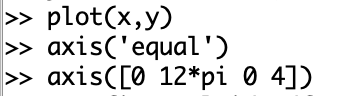 >> plot(x,y)
>> axis('equal')
>> axis([0 12*pi 0 4])